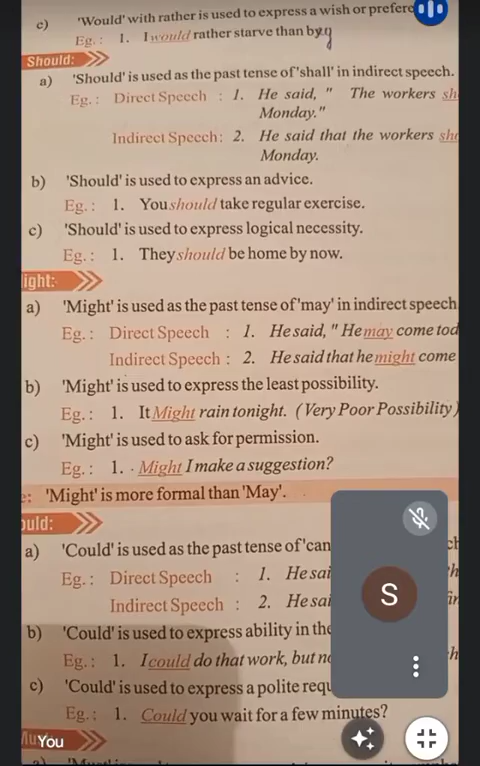 c) 'Would' with rather is used to express a wish or prefere
Eg. : 1. I would rather starve than by
Should:
a) 'Should' is used as the past tense of 'shall' in indirect speech.
Eg. : Direct Speech : 1. He said, " The workers sh
Monday."
Indirect Speech: 2. He said that the workers sho
Monday.
b) 'Should' is used to express an advice.
Eg. : 1. You should take regular exercise.
c) 'Should' is used to express logical necessity.
Eg. : 1. They should be home by now.
ight:
a) 'Might' is used as the past tense of 'may' in indirect speech
Eg. : Direct Speech : 1. He said, " He may come tod
Indirect Speech : 2. He said that he might come
b) 'Might' is used to express the least possibility.
Eg. : 1. It Might rain tonight. (Very Poor Possibility)
c) 'Might' is used to ask for permission.
Eg. : 1. Might I make a suggestion?
e: 'Might' is more formal than 'May'.
ould:
a) 'Could' is used as the past tense of 'can ch
Eg. : Direct Speech : 1. He sai
Indirect Speech : 2. He sai
S
b) 'Could' is used to express ability in the
Eg. : 1. I could do that work, but no
c) 'Could' is used to express a polite requ
Eg. : 1. Could you wait for a few minutes?
Mu
You